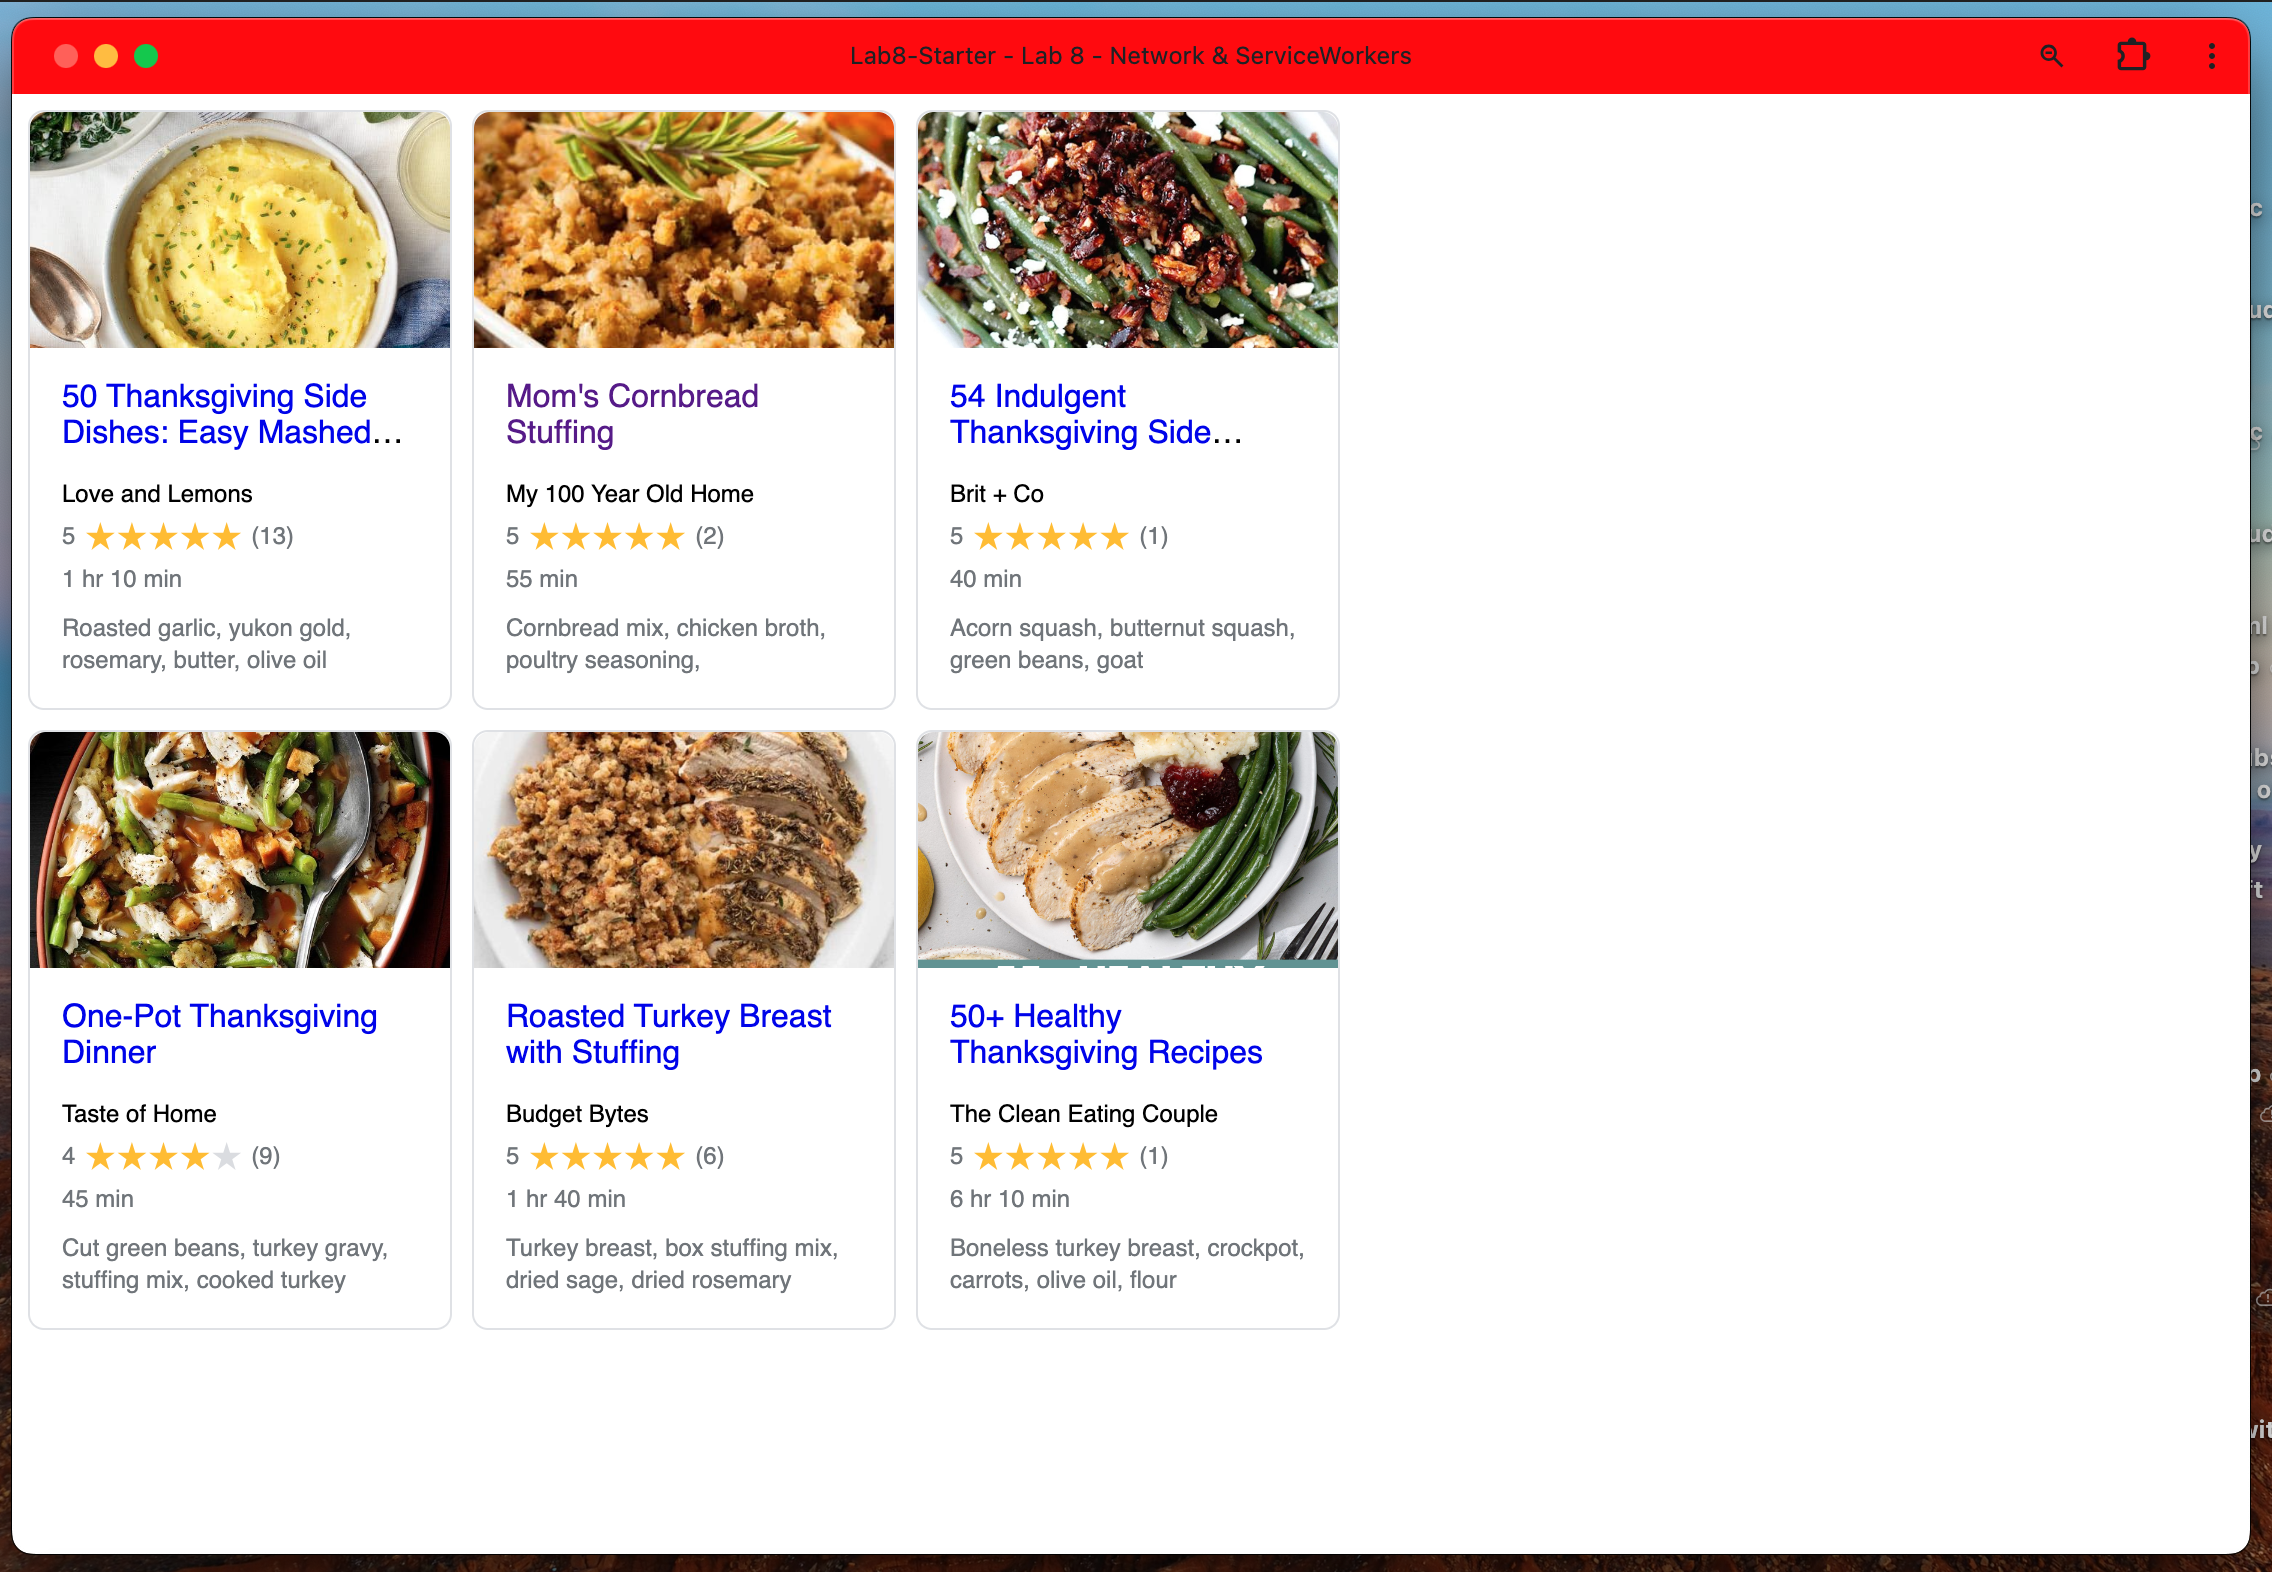 Lab8-Starter - Lab 8 - Network & ServiceWorkers
50 Thanksgiving Side
Dishes: Easy Mashed…
Love and Lemons
5 ★★★★★ (13)
1 hr 10 min
Roasted garlic, yukon gold,
rosemary, butter, olive oil
Mom's Cornbread
Stuffing
My 100 Year Old Home
5 ★★★★★ (2)
55 min
Cornbread mix, chicken broth,
poultry seasoning,
54 Indulgent
Thanksgiving Side…
Brit + Co
5 ★★★★★ (1)
40 min
Acorn squash, butternut squash,
green beans, goat
One-Pot Thanksgiving
Dinner
Taste of Home
4 ★★★★★ (9)
45 min
Cut green beans, turkey gravy,
stuffing mix, cooked turkey
Roasted Turkey Breast
with Stuffing
Budget Bytes
5 ★★★★★ (6)
1 hr 40 min
Turkey breast, box stuffing mix,
dried sage, dried rosemary
50+ Healthy
Thanksgiving Recipes
The Clean Eating Couple
5 ★★★★★ (1)
6 hr 10 min
Boneless turkey breast, crockpot,
carrots, olive oil, flour